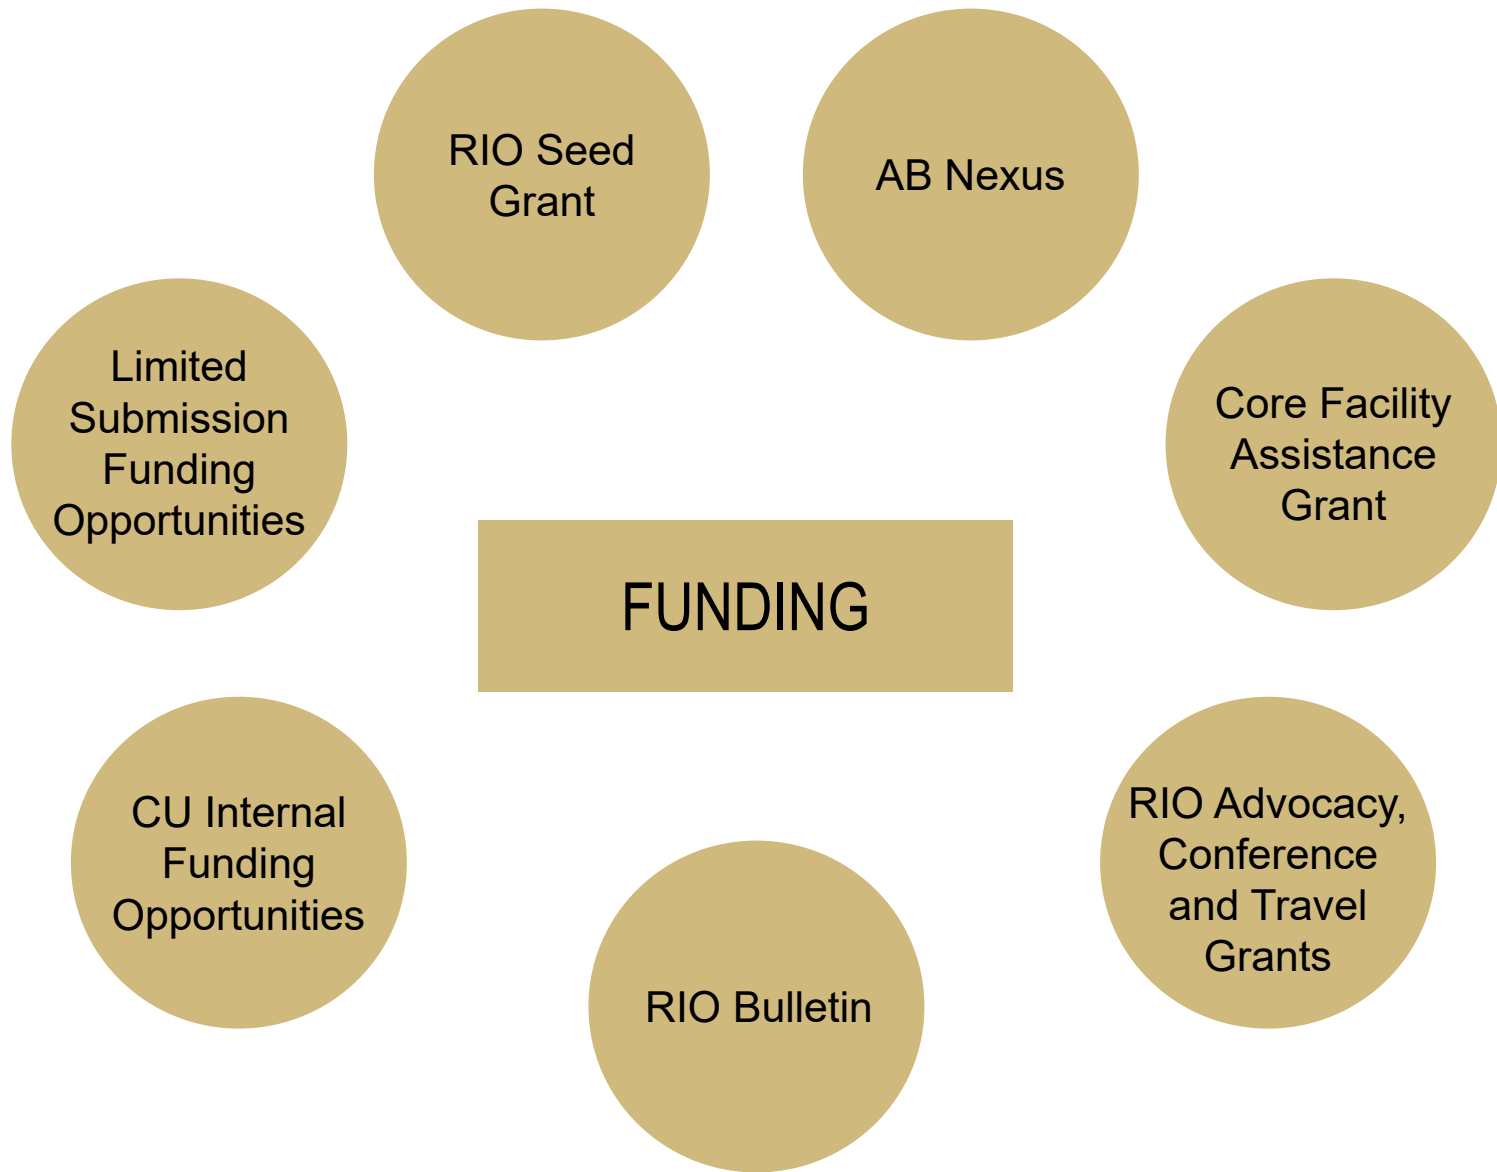 RIO Seed
Grant
AB Nexus
Limited
Submission
Funding
Opportunities
Core Facility
Assistance
Grant
FUNDING
CU Internal
Funding
Opportunities
RIO Advocacy,
Conference
and Travel
Grants
RIO Bulletin